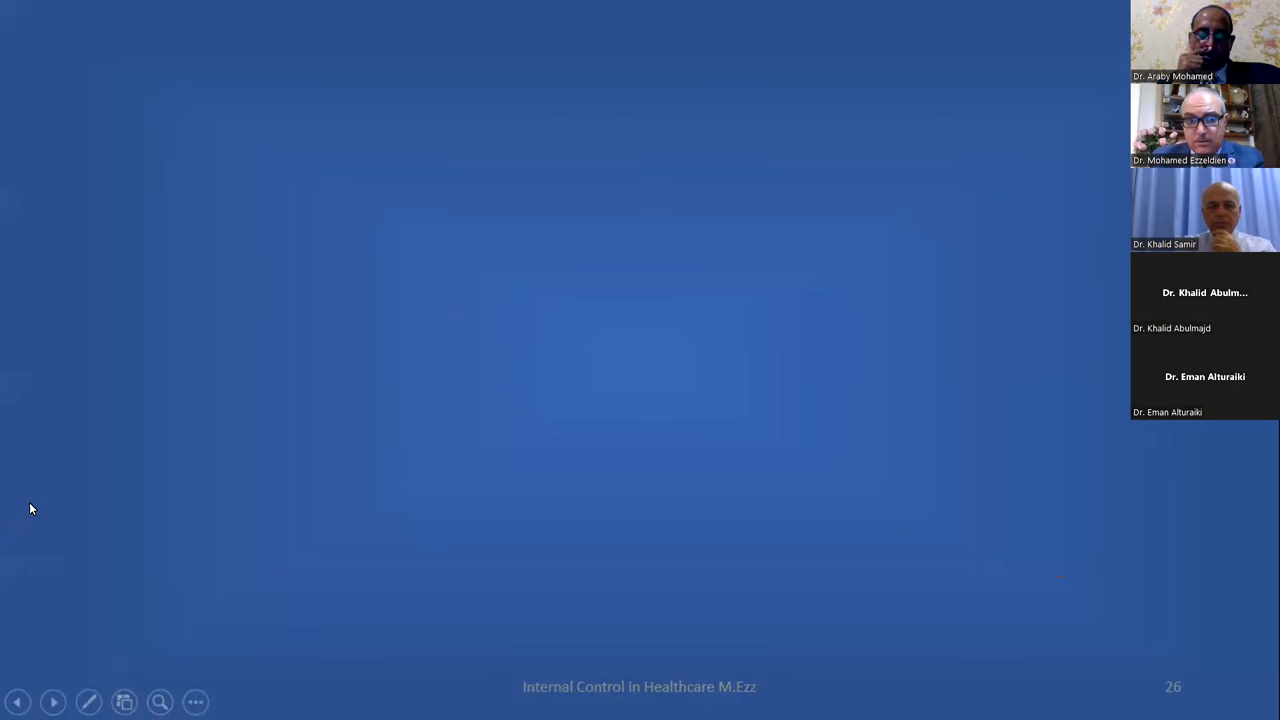 Dr. Araby Mohamed
Dr. Mohamed Ezzeldien
Dr. Khalid Samir
Dr. Khalid Abulm...
Dr. Khalid Abulmajd
Dr. Eman Alturaiki
Dr. Eman Alturaiki
Internal Control in Healthcare M.Ezz
26